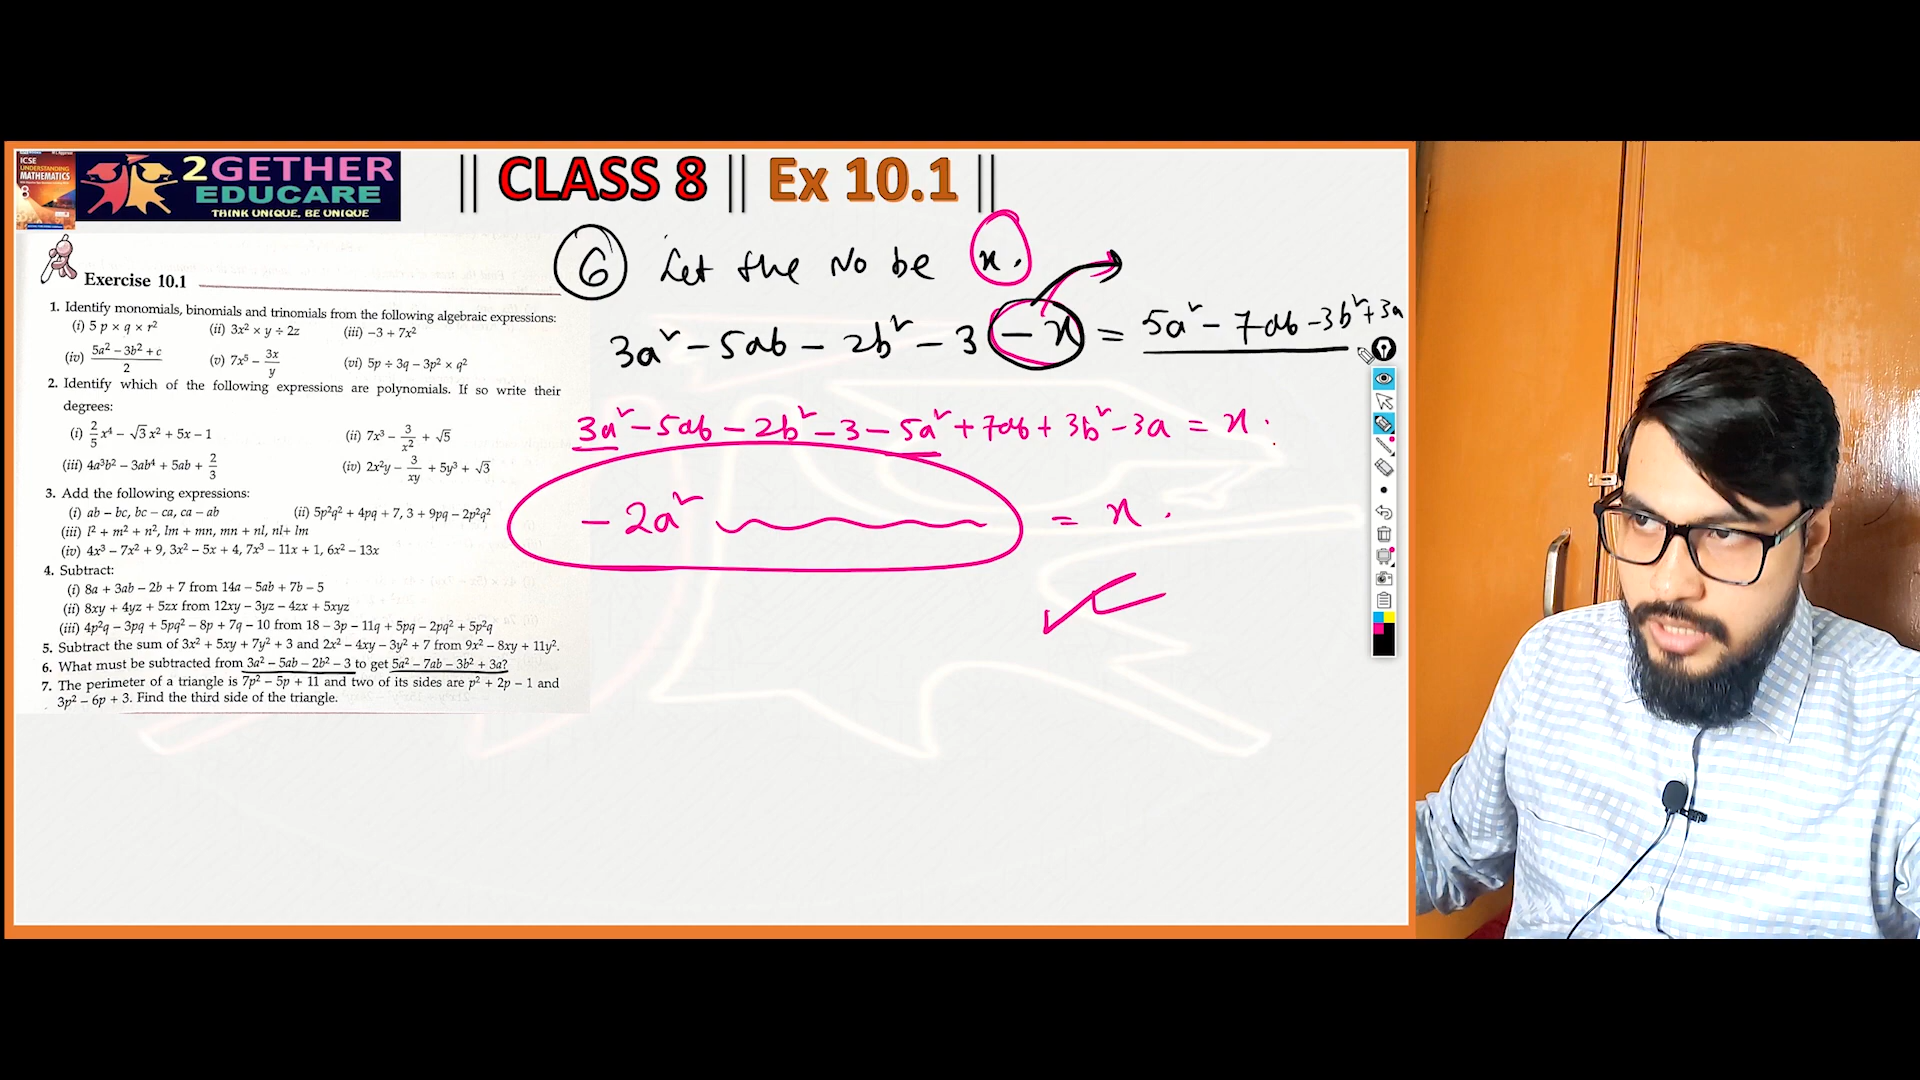 ICSE
UNDERSTANDING
MATHEMATICS
8
2GETHER
EDUCARE
THINK UNIQUE, BE UNIQUE
|| CLASS 8 || Ex 10.1 ||
Exercise 10.1
1. Identify monomials, binomials and trinomials from the following algebraic expressions:
(i) 5 p × q × r² (ii) 3x² × y ÷ 2z (iii) −3 + 7x²
(iv) (5a² − 3b² + c)/2 (v) 7x⁵ − 3x/y (vi) 5p ÷ 3q − 3p² × q²
2. Identify which of the following expressions are polynomials. If so write their
degrees:
(i) 2/5 x⁴ − √3 x² + 5x − 1 (ii) 7x³ − 3/x² + √5
(iii) 4a³b² − 3ab⁴ + 5ab + 2/3 (iv) 2x²y − 3/xy + 5y³ + √3
3. Add the following expressions:
(i) ab − bc, bc − ca, ca − ab (ii) 5p²q² + 4pq + 7, 3 + 9pq − 2p²q²
(iii) l² + m² + n², lm + mn, mn + nl, nl + lm
(iv) 4x³ − 7x² + 9, 3x² − 5x + 4, 7x³ − 11x + 1, 6x² − 13x
4. Subtract:
(i) 8a + 3ab − 2b + 7 from 14a − 5ab + 7b − 5
(ii) 8xy + 4yz + 5zx from 12xy − 3yz − 4zx + 5xyz
(iii) 4p²q − 3pq + 5pq² − 8p + 7q − 10 from 18 − 3p − 11q + 5pq − 2pq² + 5p²q
5. Subtract the sum of 3x² + 5xy + 7y² + 3 and 2x² − 4xy − 3y² + 7 from 9x² − 8xy + 11y².
6. What must be subtracted from 3a² − 5ab − 2b² − 3 to get 5a² − 7ab − 3b² + 3a?
7. The perimeter of a triangle is 7p² − 5p + 11 and two of its sides are p² + 2p − 1 and
3p² − 6p + 3. Find the third side of the triangle.
6 Let the No be x.
3a² − 5ab − 2b² − 3 − x = 5a² − 7ab − 3b² + 3a
3a² − 5ab − 2b² − 3 − 5a² + 7ab + 3b² − 3a = x.
− 2a² = x.